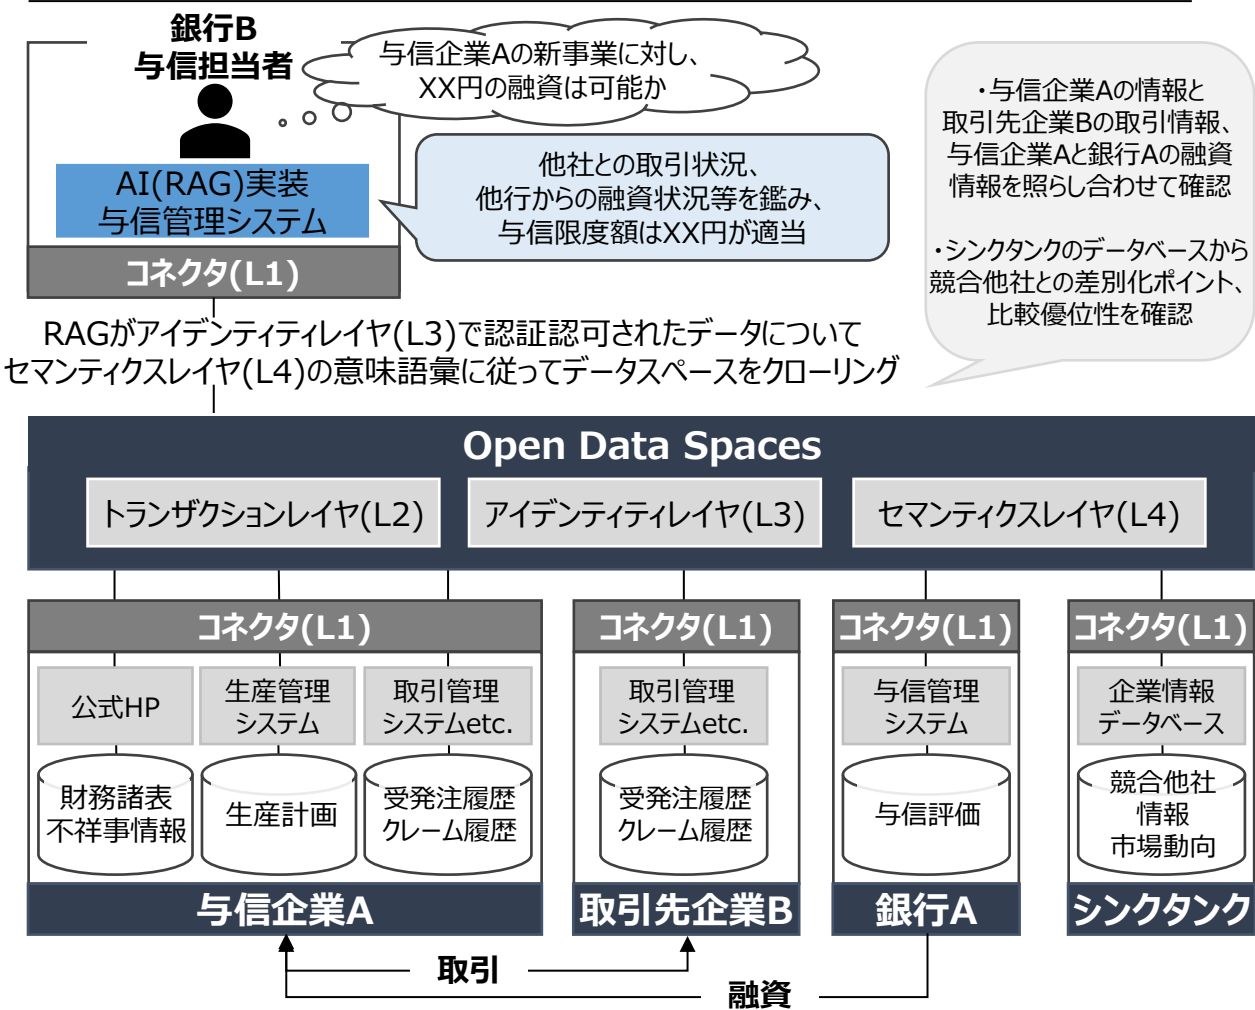 銀行B
与信担当者
与信企業Aの新事業に対し、
XX円の融資は可能か
AI(RAG)実装
与信管理システム
コネクタ(L1)
他社との取引状況、
他行からの融資状況等を鑑み、
与信限度額はXX円が適当
・与信企業Aの情報と
取引先企業Bの取引情報、
与信企業Aと銀行Aの融資
情報を照らし合わせて確認
・シンクタンクのデータベースから
競合他社との差別化ポイント、
比較優位性を確認
RAGがアイデンティティレイヤ(L3)で認証認可されたデータについて
セマンティクスレイヤ(L4)の意味語彙に従ってデータスペースをクローリング
Open Data Spaces
トランザクションレイヤ(L2)
アイデンティティレイヤ(L3)
セマンティクスレイヤ(L4)
コネクタ(L1)
公式HP
生産管理
システム
取引管理
システムetc.
財務諸表
不祥事情報
生産計画
受発注履歴
クレーム履歴
与信企業A
コネクタ(L1)
取引管理
システムetc.
受発注履歴
クレーム履歴
取引先企業B
コネクタ(L1)
与信管理
システム
与信評価
銀行A
コネクタ(L1)
企業情報
データベース
競合他社
情報
市場動向
シンクタンク
取引
融資